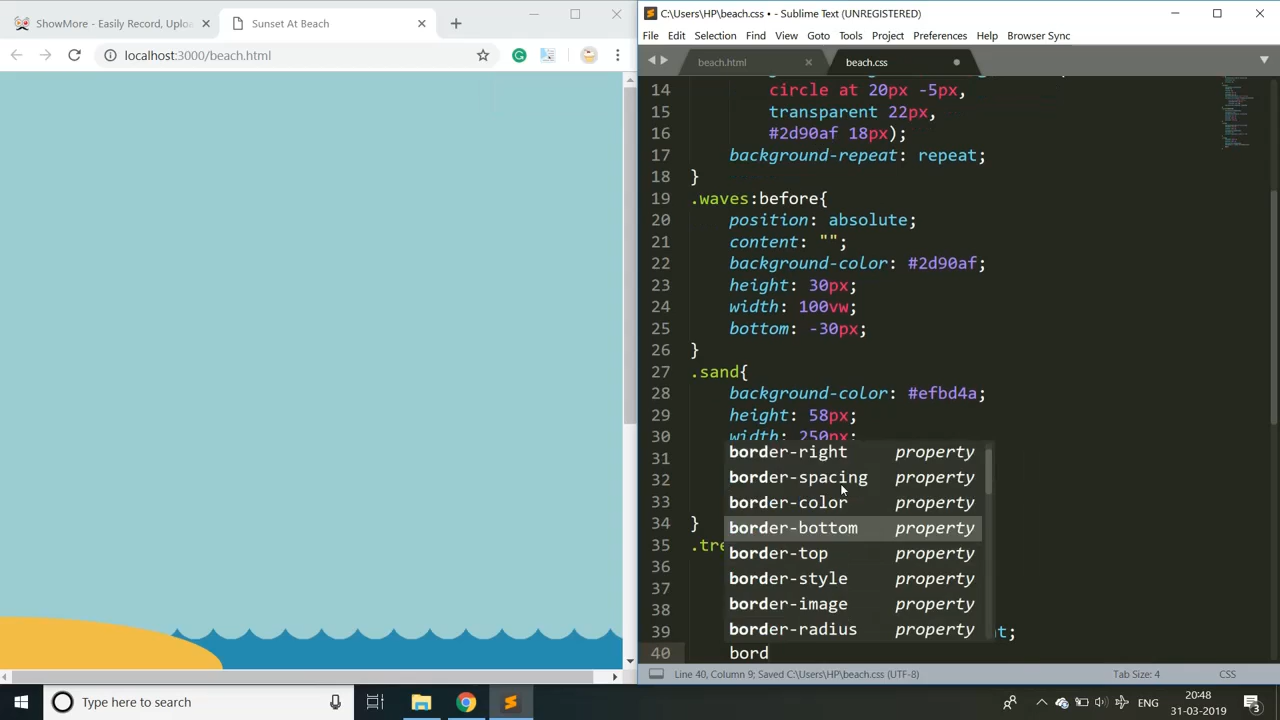 ShowMore - Easily Record, Uplo
Sunset At Beach
localhost:3000/beach.html
C:\Users\HP\beach.css • - Sublime Text (UNREGISTERED)
File Edit Selection Find View Goto Tools Project Preferences Help Browser Sync
beach.html
beach.css
14 circle at 20px -5px,
15 transparent 22px,
16 #2d90af 18px);
17 background-repeat: repeat;
18 }
19 .waves:before{
20 position: absolute;
21 content: "";
22 background-color: #2d90af;
23 height: 30px;
24 width: 100vw;
25 bottom: -30px;
26 }
27 .sand{
28 background-color: #efbd4a;
29 height: 58px;
30 width: 250px;
31
32
33
34 }
35 .tre
36
37
38
39 t;
40 bord
border-right property
border-spacing property
border-color property
border-bottom property
border-top property
border-style property
border-image property
border-radius property
Line 40, Column 9; Saved C:\Users\HP\beach.css (UTF-8)
Tab Size: 4
CSS
Type here to search
ENG
20:48
31-03-2019
3